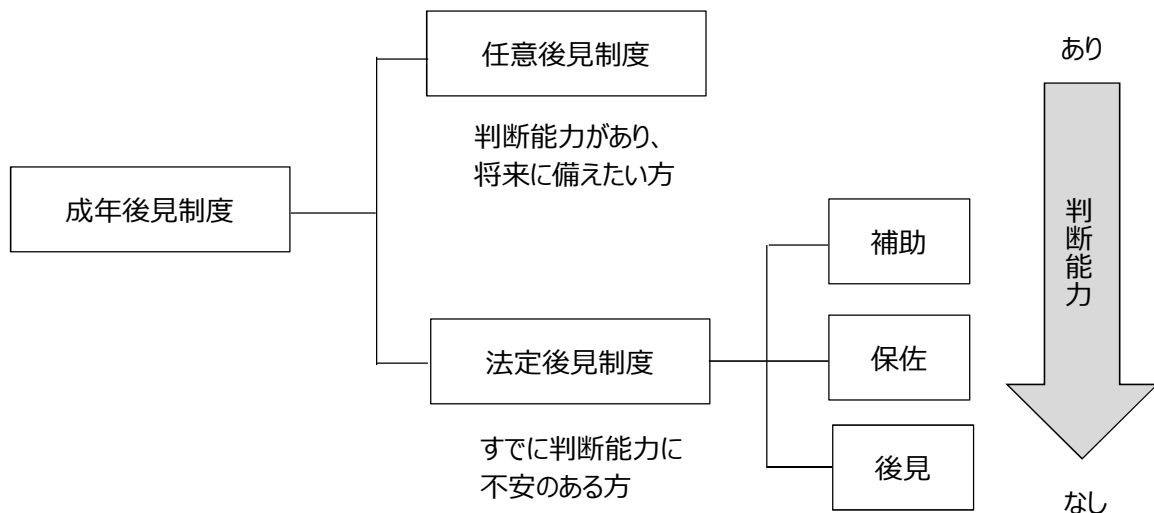 任意後見制度
判断能力があり、
将来に備えたい方
成年後見制度
法定後見制度
すでに判断能力に
不安のある方
補助
保佐
後見
あり
判断能力
なし